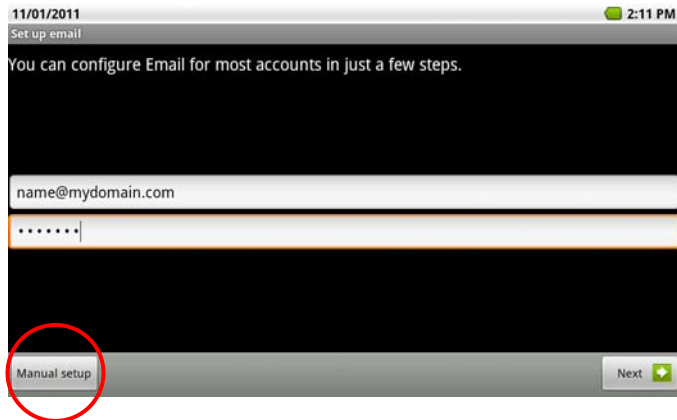 11/01/2011 2:11 PM
Set up email
You can configure Email for most accounts in just a few steps.
name@mydomain.com
•••••••
Manual setup Next